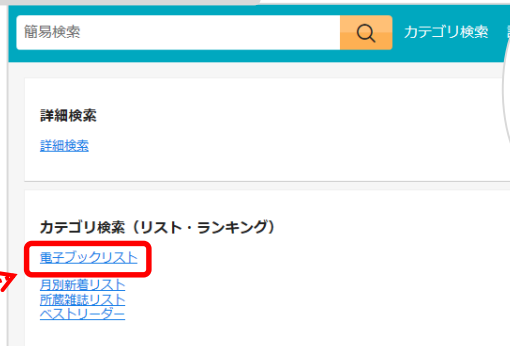 簡易検索 カテゴリ検索
詳細検索
詳細検索
カテゴリ検索（リスト・ランキング）
電子ブックリスト
月別新着リスト
所蔵雑誌リスト
ベストリーダー